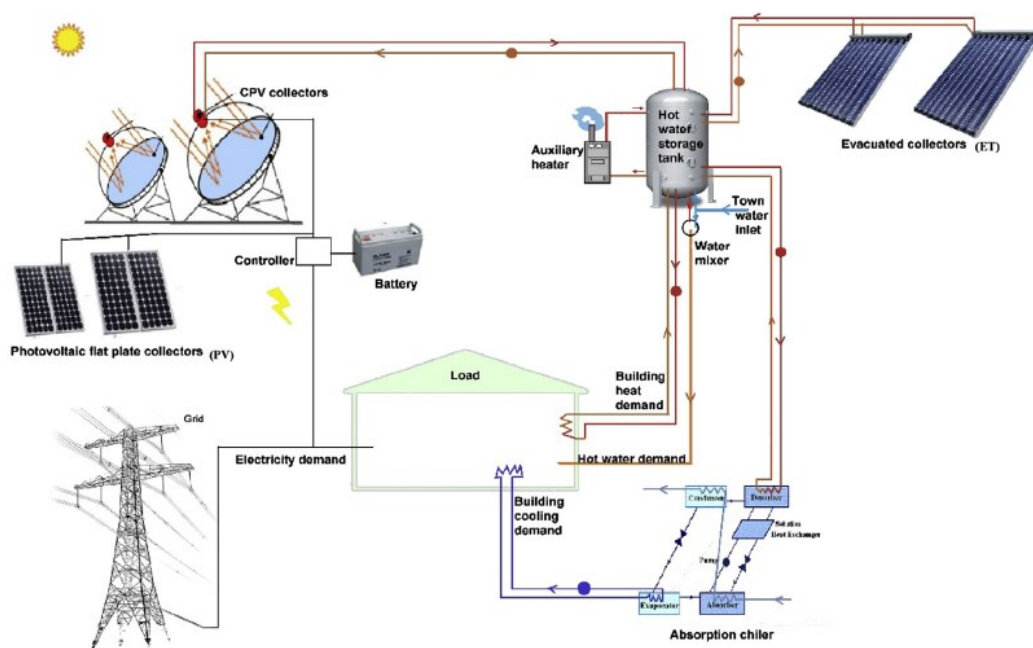 CPV collectors
Hot
water
storage
tank
Auxiliary
heater
Evacuated collectors (ET)
Town
water
inlet
Water
mixer
Controller
Battery
Photovoltaic flat plate collectors (PV)
Load
Building
heat
demand
Grid
Electricity demand
Hot water demand
Building
cooling
demand
Condenser
Desorber
Solution
Heat Exchanger
Pump
Evaporator
Absorber
Absorption chiler